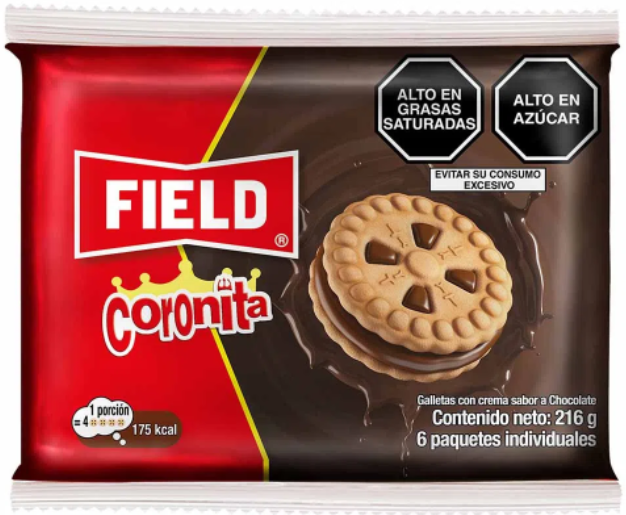 ALTO EN
GRASAS
SATURADAS
ALTO EN
AZÚCAR
EVITAR SU CONSUMO
EXCESIVO
FIELD
®
Coronita
1 porción
= 4
175 kcal
Galletas con crema sabor a Chocolate
Contenido neto: 216 g
6 paquetes individuales